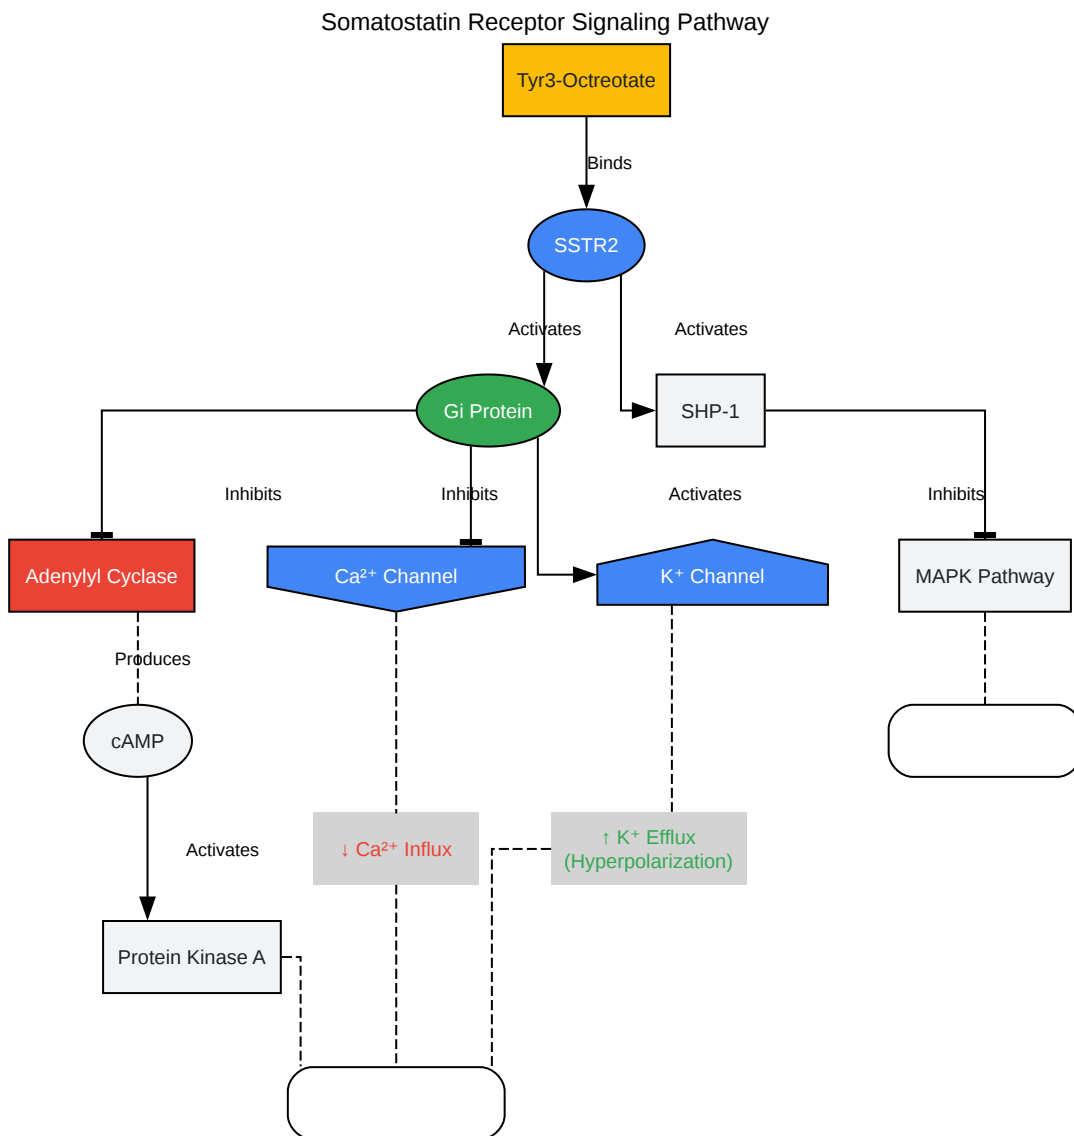 Somatostatin Receptor Signaling Pathway
Tyr3-Octreotate
Binds
SSTR2
Activates
Activates
Gi Protein
SHP-1
Inhibits
Inhibits
Activates
Inhibits
Adenylyl Cyclase
Ca²⁺ Channel
K⁺ Channel
MAPK Pathway
Produces
cAMP
↓ Ca²⁺ Influx
↑ K⁺ Efflux
(Hyperpolarization)
Activates
Protein Kinase A